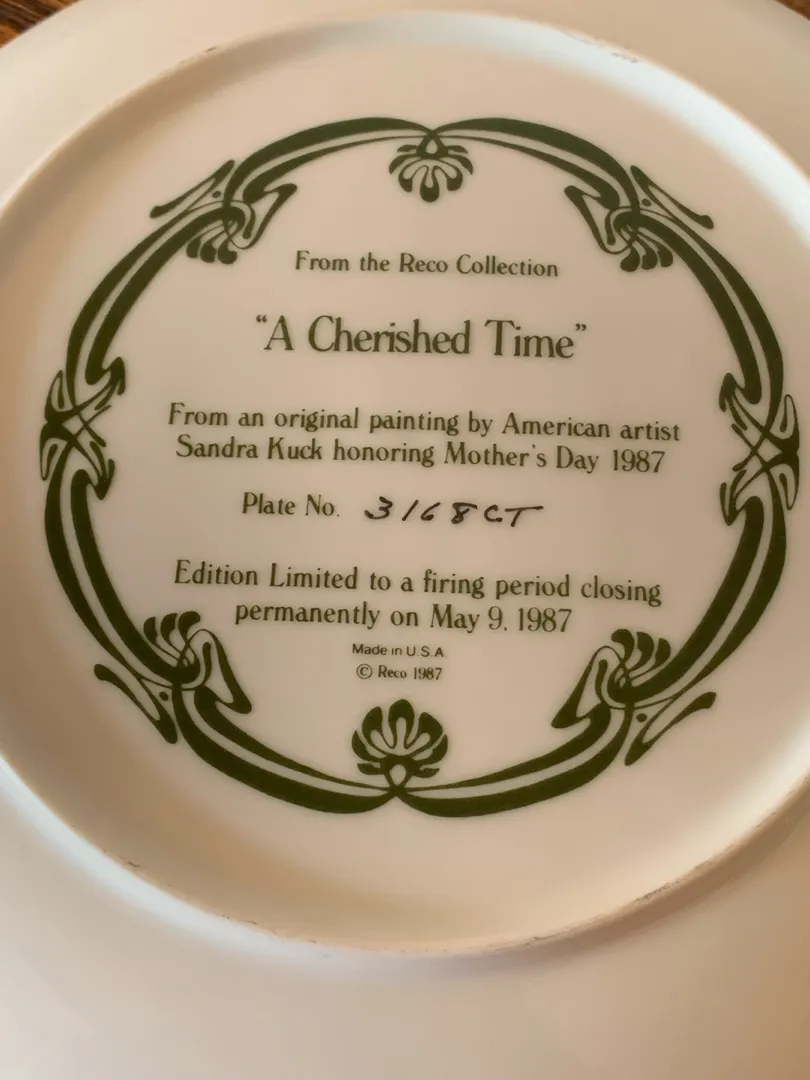 From the Reco Collection
“A Cherished Time”
From an original painting by American artist
Sandra Kuck honoring Mother's Day 1987
Plate No. 3168CT
Edition Limited to a firing period closing
permanently on May 9, 1987
Made in U.S.A.
© Reco 1987